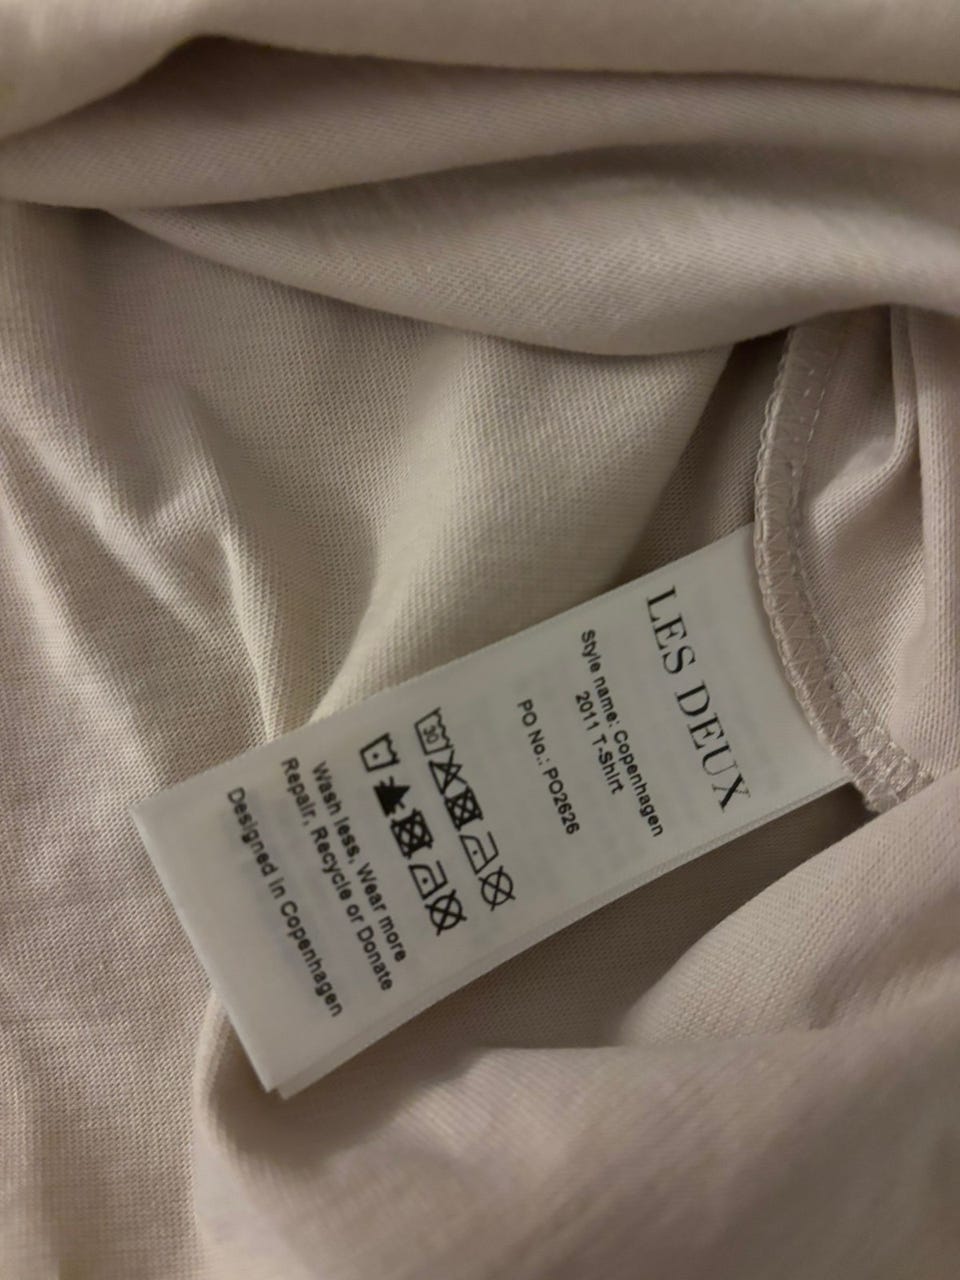 LES DEUX
Style name: Copenhagen
2011 T-Shirt
PO No.: PO2626
30
Wash less, Wear more
Repair, Recycle or Donate
Designed in Copenhagen